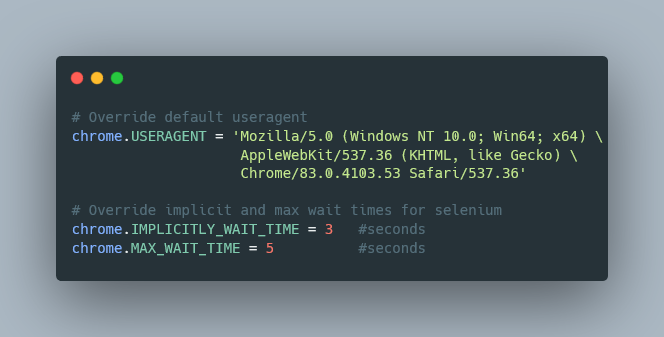 # Override default useragent
chrome.USERAGENT = 'Mozilla/5.0 (Windows NT 10.0; Win64; x64) \
                    AppleWebKit/537.36 (KHTML, like Gecko) \
                    Chrome/83.0.4103.53 Safari/537.36'

# Override implicit and max wait times for selenium
chrome.IMPLICITLY_WAIT_TIME = 3   #seconds
chrome.MAX_WAIT_TIME = 5          #seconds